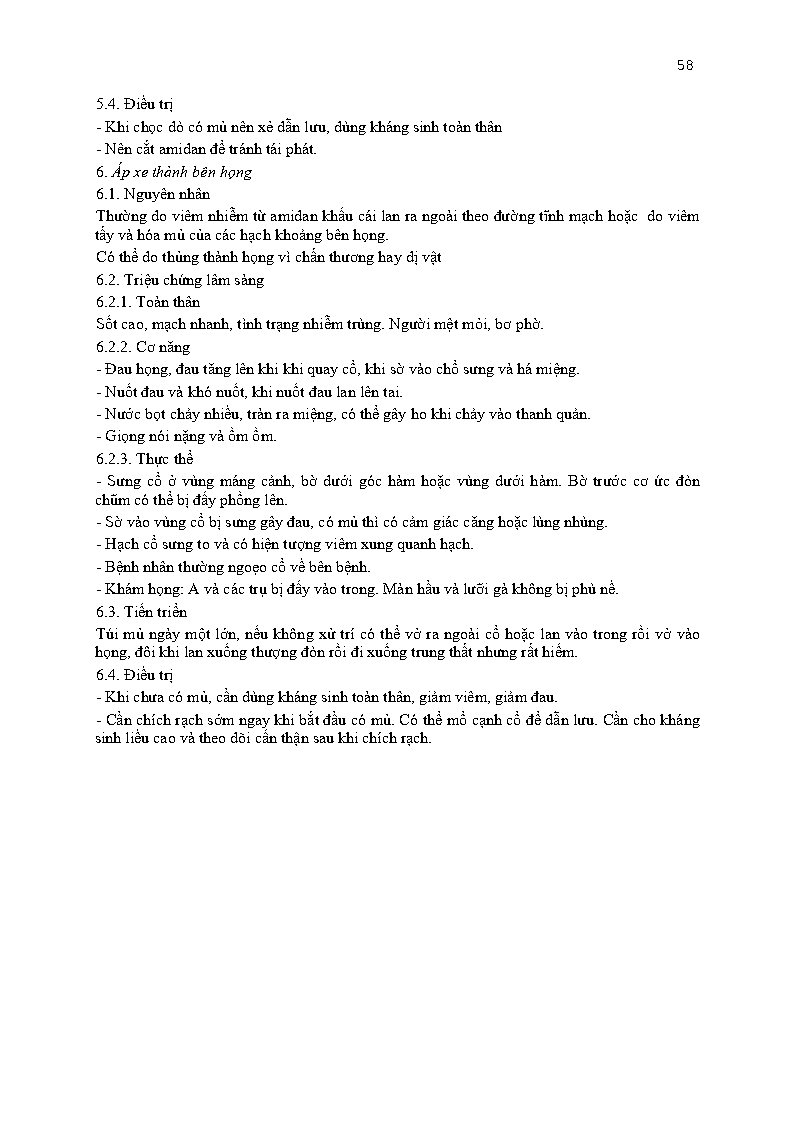 58
5.4. Điều trị
- Khi chọc dò có mủ nên xẻ dẫn lưu, dùng kháng sinh toàn thân
- Nên cắt amidan để tránh tái phát.
6. Áp xe thành bên họng
6.1. Nguyên nhân
Thường do viêm nhiễm từ amidan khẩu cái lan ra ngoài theo đường tĩnh mạch hoặc do viêm
tấy và hóa mủ của các hạch khoảng bên họng.
Có thể do thủng thành họng vì chấn thương hay dị vật
6.2. Triệu chứng lâm sàng
6.2.1. Toàn thân
Sốt cao, mạch nhanh, tình trạng nhiễm trùng. Người mệt mỏi, bơ phờ.
6.2.2. Cơ năng
- Đau họng, đau tăng lên khi khi quay cổ, khi sờ vào chổ sưng và há miệng.
- Nuốt đau và khó nuốt, khi nuốt đau lan lên tai.
- Nước bọt chảy nhiều, tràn ra miệng, có thể gây ho khi chảy vào thanh quản.
- Giọng nói nặng và ồm ồm.
6.2.3. Thực thể
- Sưng cổ ở vùng máng cảnh, bờ dưới góc hàm hoặc vùng dưới hàm. Bờ trước cơ ức đòn
chũm có thể bị đẩy phồng lên.
- Sờ vào vùng cổ bị sưng gây đau, có mủ thì có cảm giác căng hoặc lùng nhùng.
- Hạch cổ sưng to và có hiện tượng viêm xung quanh hạch.
- Bệnh nhân thường ngoẹo cổ về bên bệnh.
- Khám họng: A và các trụ bị đẩy vào trong. Màn hầu và lưỡi gà không bị phù nề.
6.3. Tiến triển
Túi mủ ngày một lớn, nếu không xử trí có thể vở ra ngoài cổ hoặc lan vào trong rồi vở vào
họng, đôi khi lan xuống thượng đòn rồi đi xuống trung thất nhưng rất hiếm.
6.4. Điều trị
- Khi chưa có mủ, cần dùng kháng sinh toàn thân, giảm viêm, giảm đau.
- Cần chích rạch sớm ngay khi bắt đầu có mủ. Có thể mổ cạnh cổ để dẫn lưu. Cần cho kháng
sinh liều cao và theo dõi cẩn thận sau khi chích rạch.